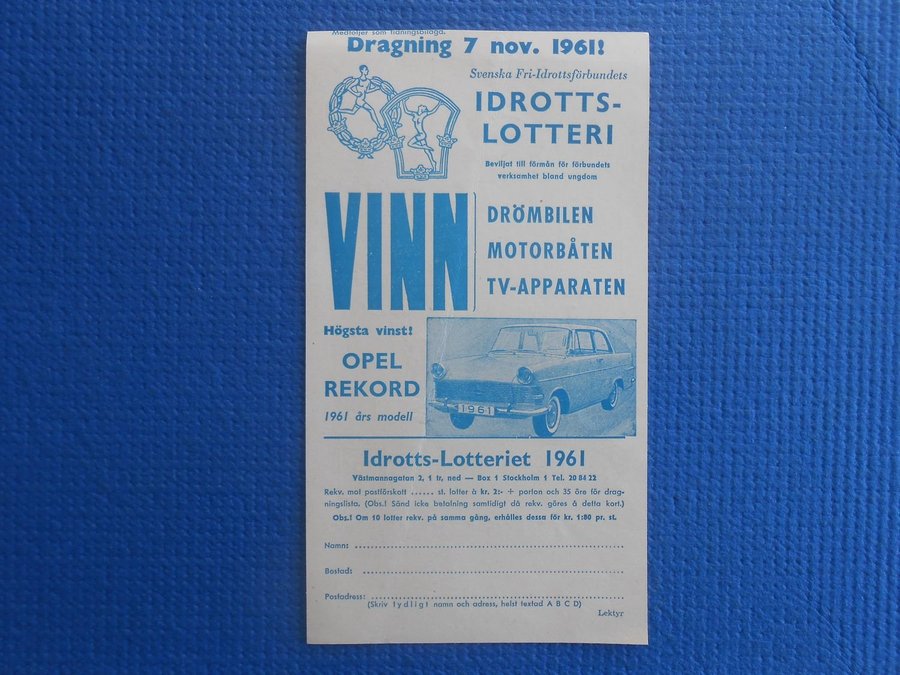 Medföljer som tidningsbilaga.
Dragning 7 nov. 1961!
Svenska Fri-Idrottsförbundets
IDROTTS-
LOTTERI
Beviljat till förmån för förbundets
verksamhet bland ungdom
VINN
DRÖMBILEN
MOTORBÅTEN
TV-APPARATEN
Högsta vinst!
OPEL
REKORD
1961 års modell
1961
Idrotts-Lotteriet 1961
Västmannagatan 2, 1 tr, ned — Box 1 Stockholm 1 Tel. 20 84 22
Rekv. mot postförskott ...... st. lotter à kr. 2:- + porton och 35 öre för drag-
ningslista. (Obs.! Sänd icke betalning samtidigt då rekv. göres å detta kort.)
Obs.! Om 10 lotter rekv. på samma gång, erhålles dessa för kr. 1:80 pr. st.
Namn:
Bostad:
Postadress:
(Skriv tydligt namn och adress, helst textad A B C D)
Lektyr